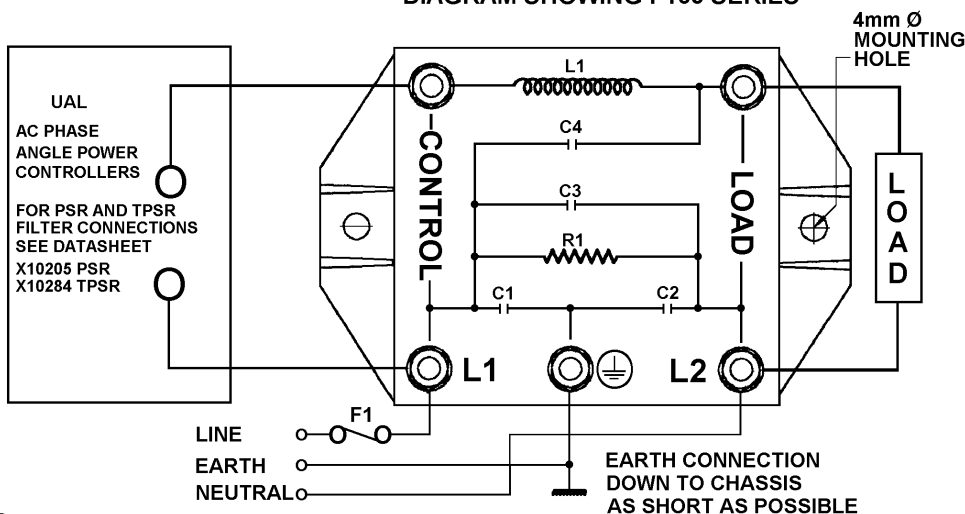 4mm Ø
MOUNTING
HOLE
UAL
AC PHASE
ANGLE POWER
CONTROLLERS
FOR PSR AND TPSR
FILTER CONNECTIONS
SEE DATASHEET
X10205 PSR
X10284 TPSR
L1
C4
C3
R1
C1
C2
CONTROL
LOAD
LOAD
L1
L2
F1
LINE
EARTH
NEUTRAL
EARTH CONNECTION
DOWN TO CHASSIS
AS SHORT AS POSSIBLE